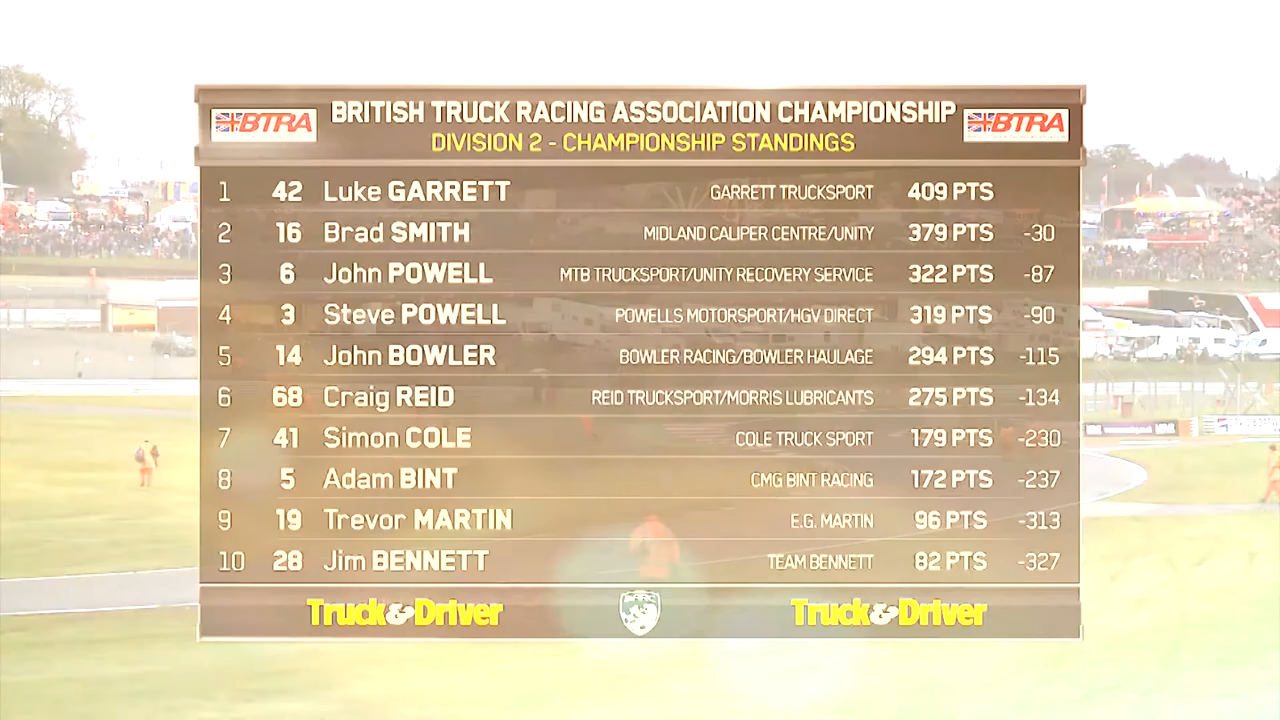 BTRA BRITISH TRUCK RACING ASSOCIATION CHAMPIONSHIP BTRA
DIVISION 2 - CHAMPIONSHIP STANDINGS
1 42 Luke GARRETT GARRETT TRUCKSPORT 409 PTS
2 16 Brad SMITH MIDLAND CALIPER CENTRE/UNITY 379 PTS -30
3 6 John POWELL MTB TRUCKSPORT/UNITY RECOVERY SERVICE 322 PTS -87
4 3 Steve POWELL POWELLS MOTORSPORT/HGV DIRECT 319 PTS -90
5 14 John BOWLER BOWLER RACING/BOWLER HAULAGE 294 PTS -115
6 68 Craig REID REID TRUCKSPORT/MORRIS LUBRICANTS 275 PTS -134
7 41 Simon COLE COLE TRUCK SPORT 179 PTS -230
8 5 Adam BINT CMG BINT RACING 172 PTS -237
9 19 Trevor MARTIN E.G. MARTIN 96 PTS -313
10 28 Jim BENNETT TEAM BENNETT 82 PTS -327
Truck&Driver BARC Truck&Driver